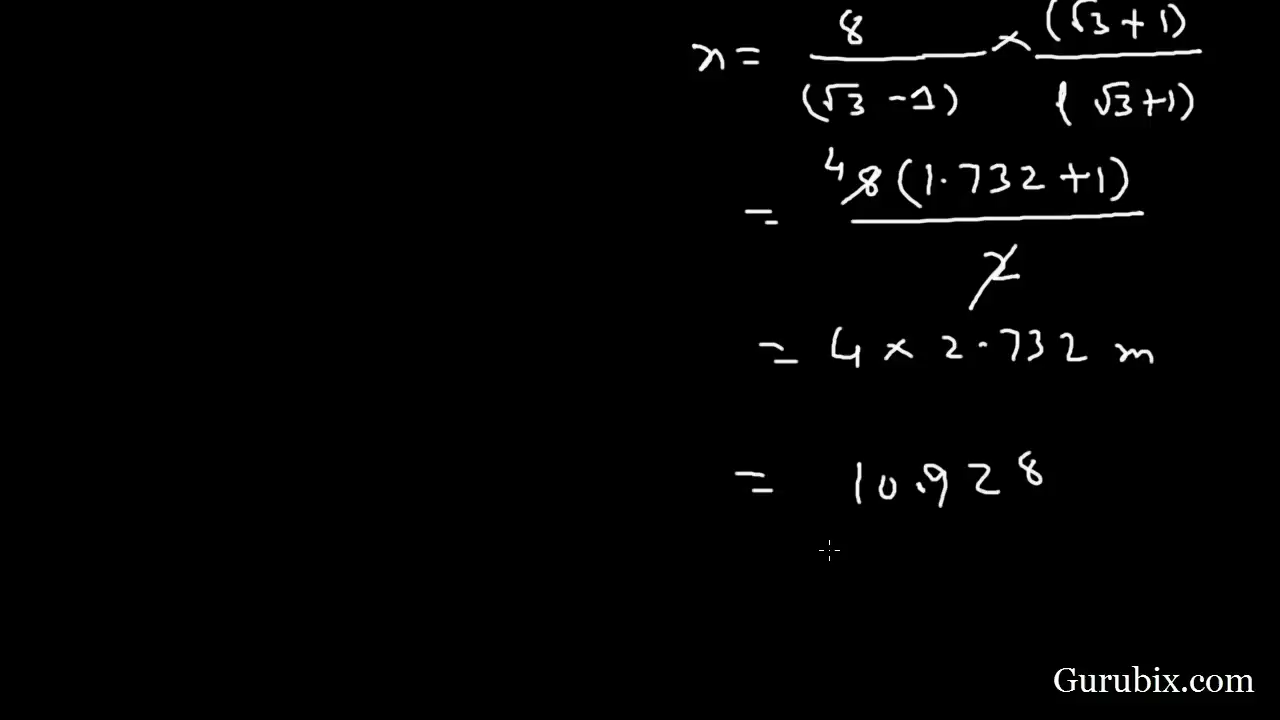 x = 8/(√3 - 1) × (√3 + 1)/(√3 + 1)
= 4 8(1.732 + 1)/2
= 4 × 2.732 m
= 10.928
Gurubix.com